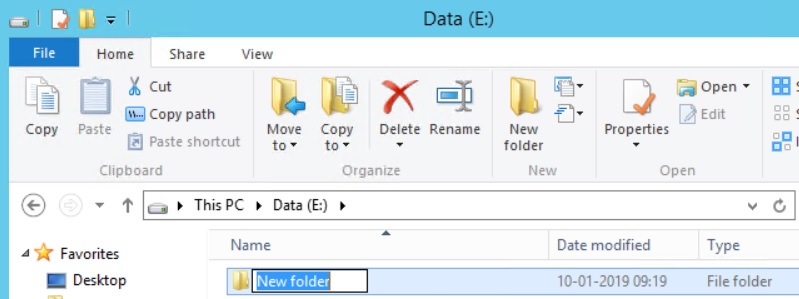 Data (E:)
File Home Share View
Copy Paste Cut Copy path Paste shortcut
Move to Copy to Delete Rename
New folder
Properties Open Edit
Clipboard Organize New Open
This PC Data (E:)
Favorites Name Date modified Type
Desktop New folder 10-01-2019 09:19 File folder